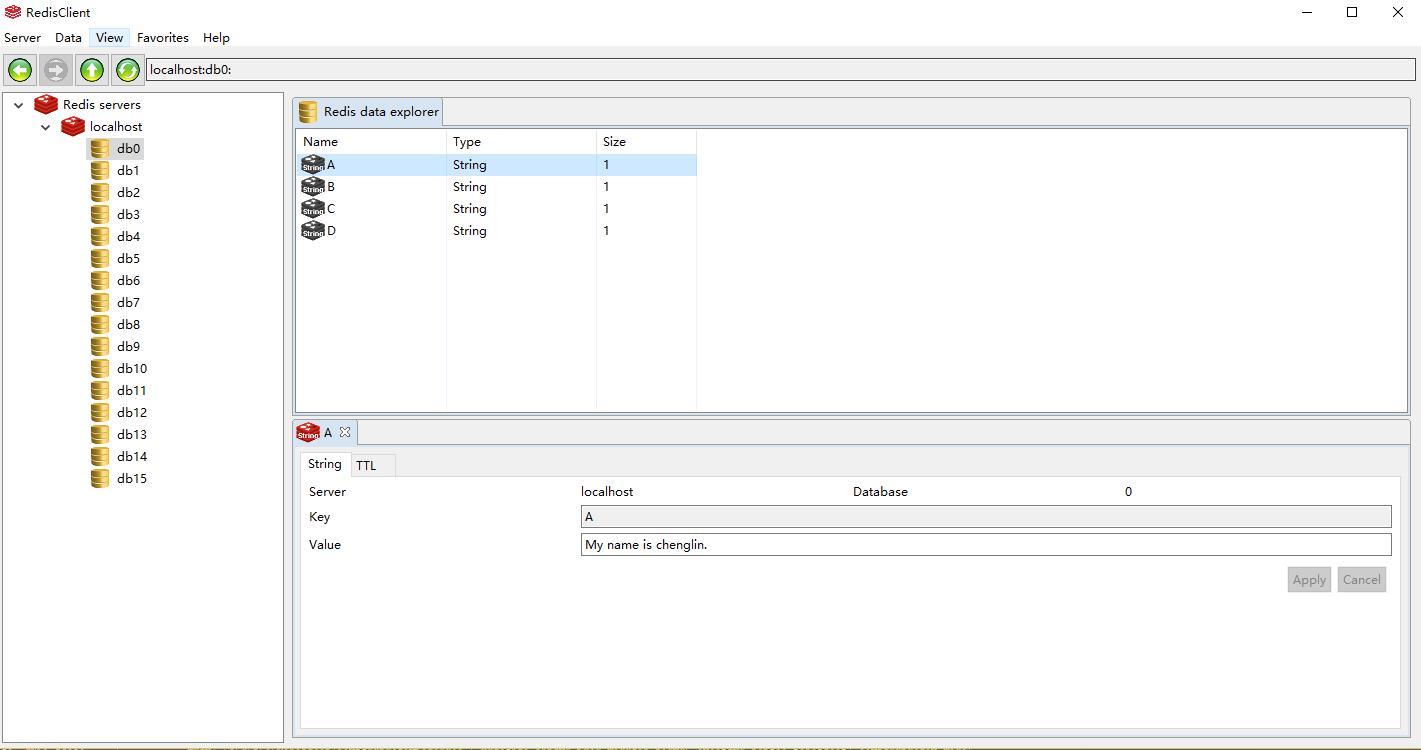 RedisClient
Server Data View Favorites Help
localhost:db0:
Redis servers
localhost
db0
db1
db2
db3
db4
db5
db6
db7
db8
db9
db10
db11
db12
db13
db14
db15
Redis data explorer
Name Type Size
String A String 1
String B String 1
String C String 1
String D String 1
String A
String TTL
Server localhost Database 0
Key A
Value My name is chenglin.
Apply Cancel